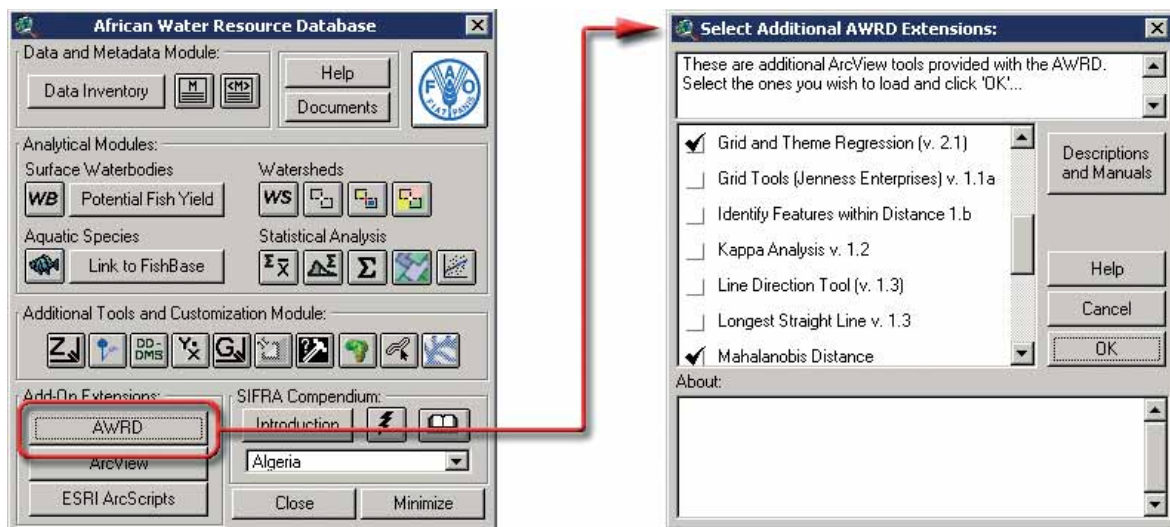 African Water Resource Database
Data and Metadata Module:
Data Inventory
M
<M>
Help
Documents
F A O
FIAT PANIS
Analytical Modules:
Surface Waterbodies
WB
Potential Fish Yield
Watersheds
WS
Aquatic Species
Link to FishBase
Statistical Analysis
Σx̄
Σ
Σ
Additional Tools and Customization Module:
Z
DD-DMS
Y:X
G
?
Add-On Extensions:
AWRD
ArcView
ESRI ArcScripts
SIFRA Compendium:
Introduction
Algeria
Close
Minimize
Select Additional AWRD Extensions:
These are additional ArcView tools provided with the AWRD.
Select the ones you wish to load and click 'OK'...
Grid and Theme Regression (v. 2.1)
Grid Tools (Jenness Enterprises) v. 1.1a
Identify Features within Distance 1.b
Kappa Analysis v. 1.2
Line Direction Tool (v. 1.3)
Longest Straight Line v. 1.3
Mahalanobis Distance
Descriptions
and Manuals
Help
Cancel
OK
About: